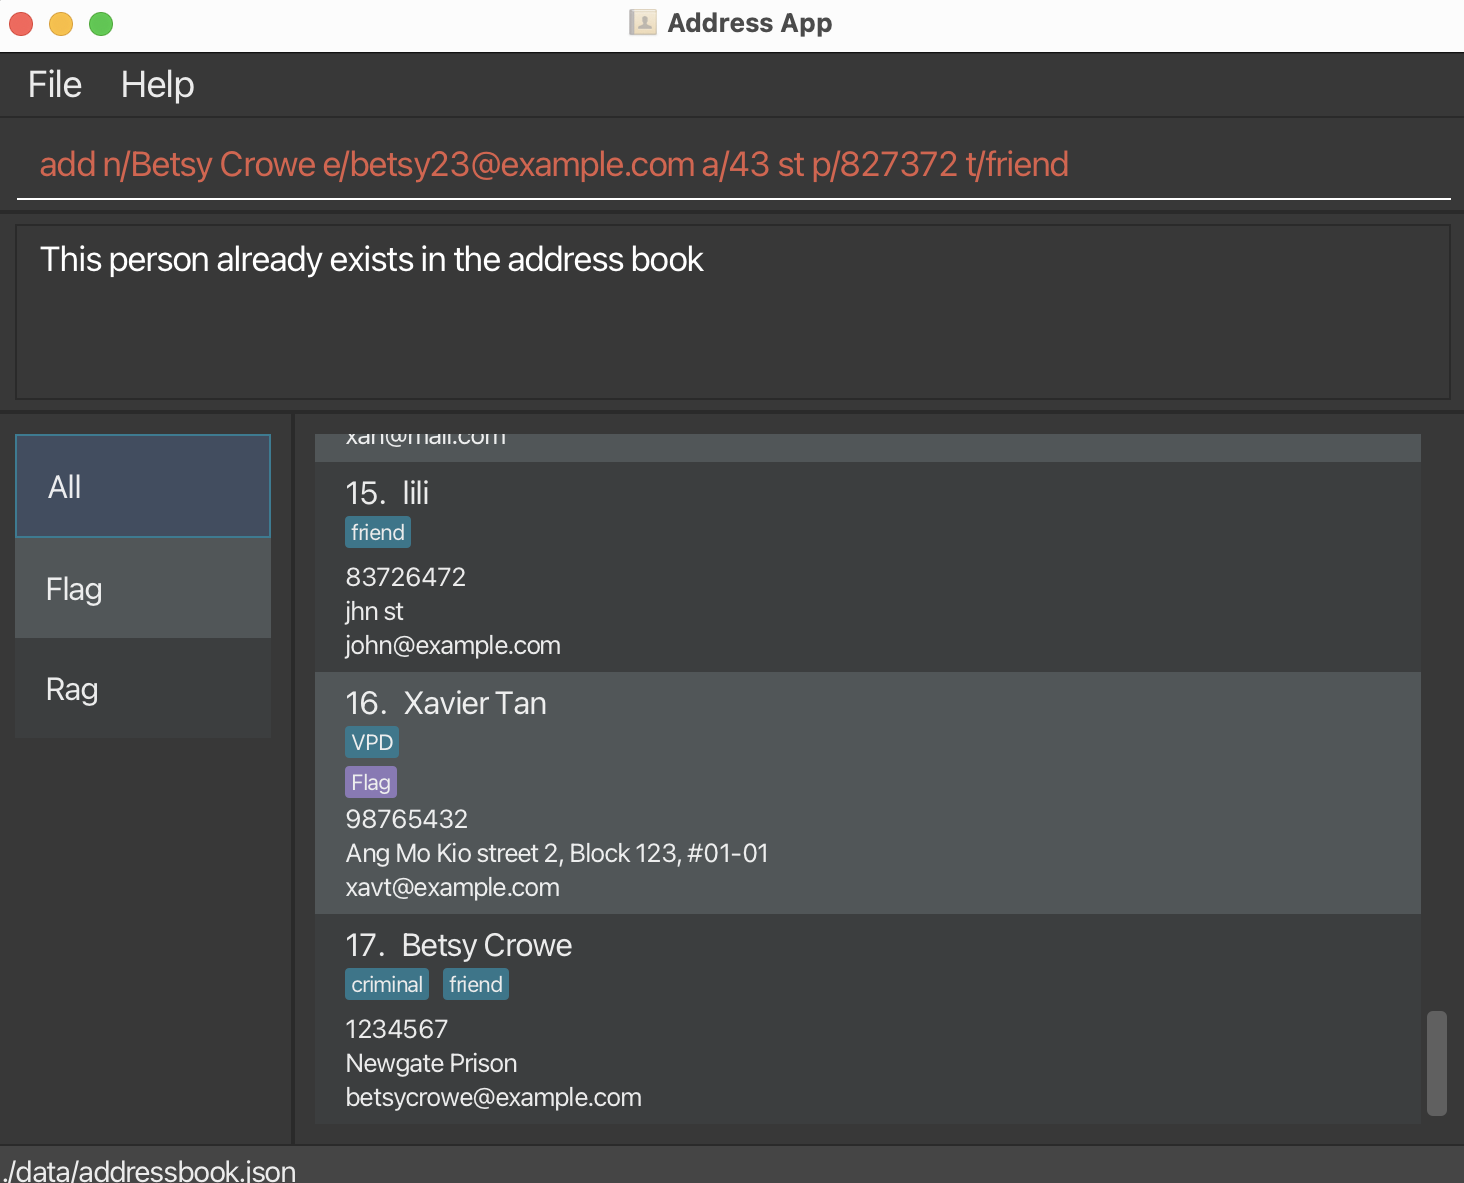 Address App
File Help
add n/Betsy Crowe e/betsy23@example.com a/43 st p/827372 t/friend
This person already exists in the address book
All
Flag
Rag
xan@mail.com
15. lili
friend
83726472
jhn st
john@example.com
16. Xavier Tan
VPD
Flag
98765432
Ang Mo Kio street 2, Block 123, #01-01
xavt@example.com
17. Betsy Crowe
criminal friend
1234567
Newgate Prison
betsycrowe@example.com
./data/addressbook.json